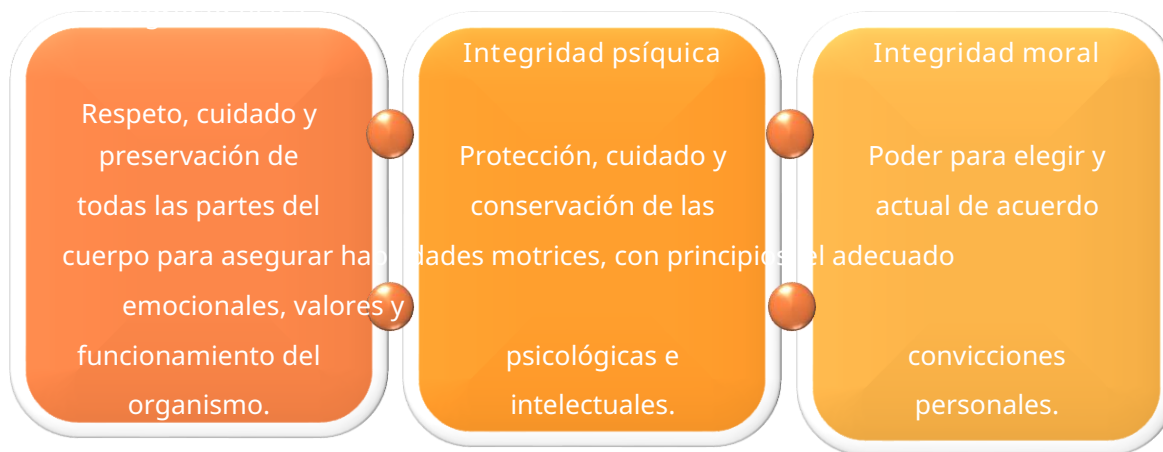 Integridad psíquica
Integridad moral
Respeto, cuidado y
preservación de
Protección, cuidado y
Poder para elegir y
todas las partes del
conservación de las
actual de acuerdo
cuerpo para asegurar habilidades motrices, con principios el adecuado
emocionales, valores y
funcionamiento del
psicológicas e
convicciones
organismo.
intelectuales.
personales.